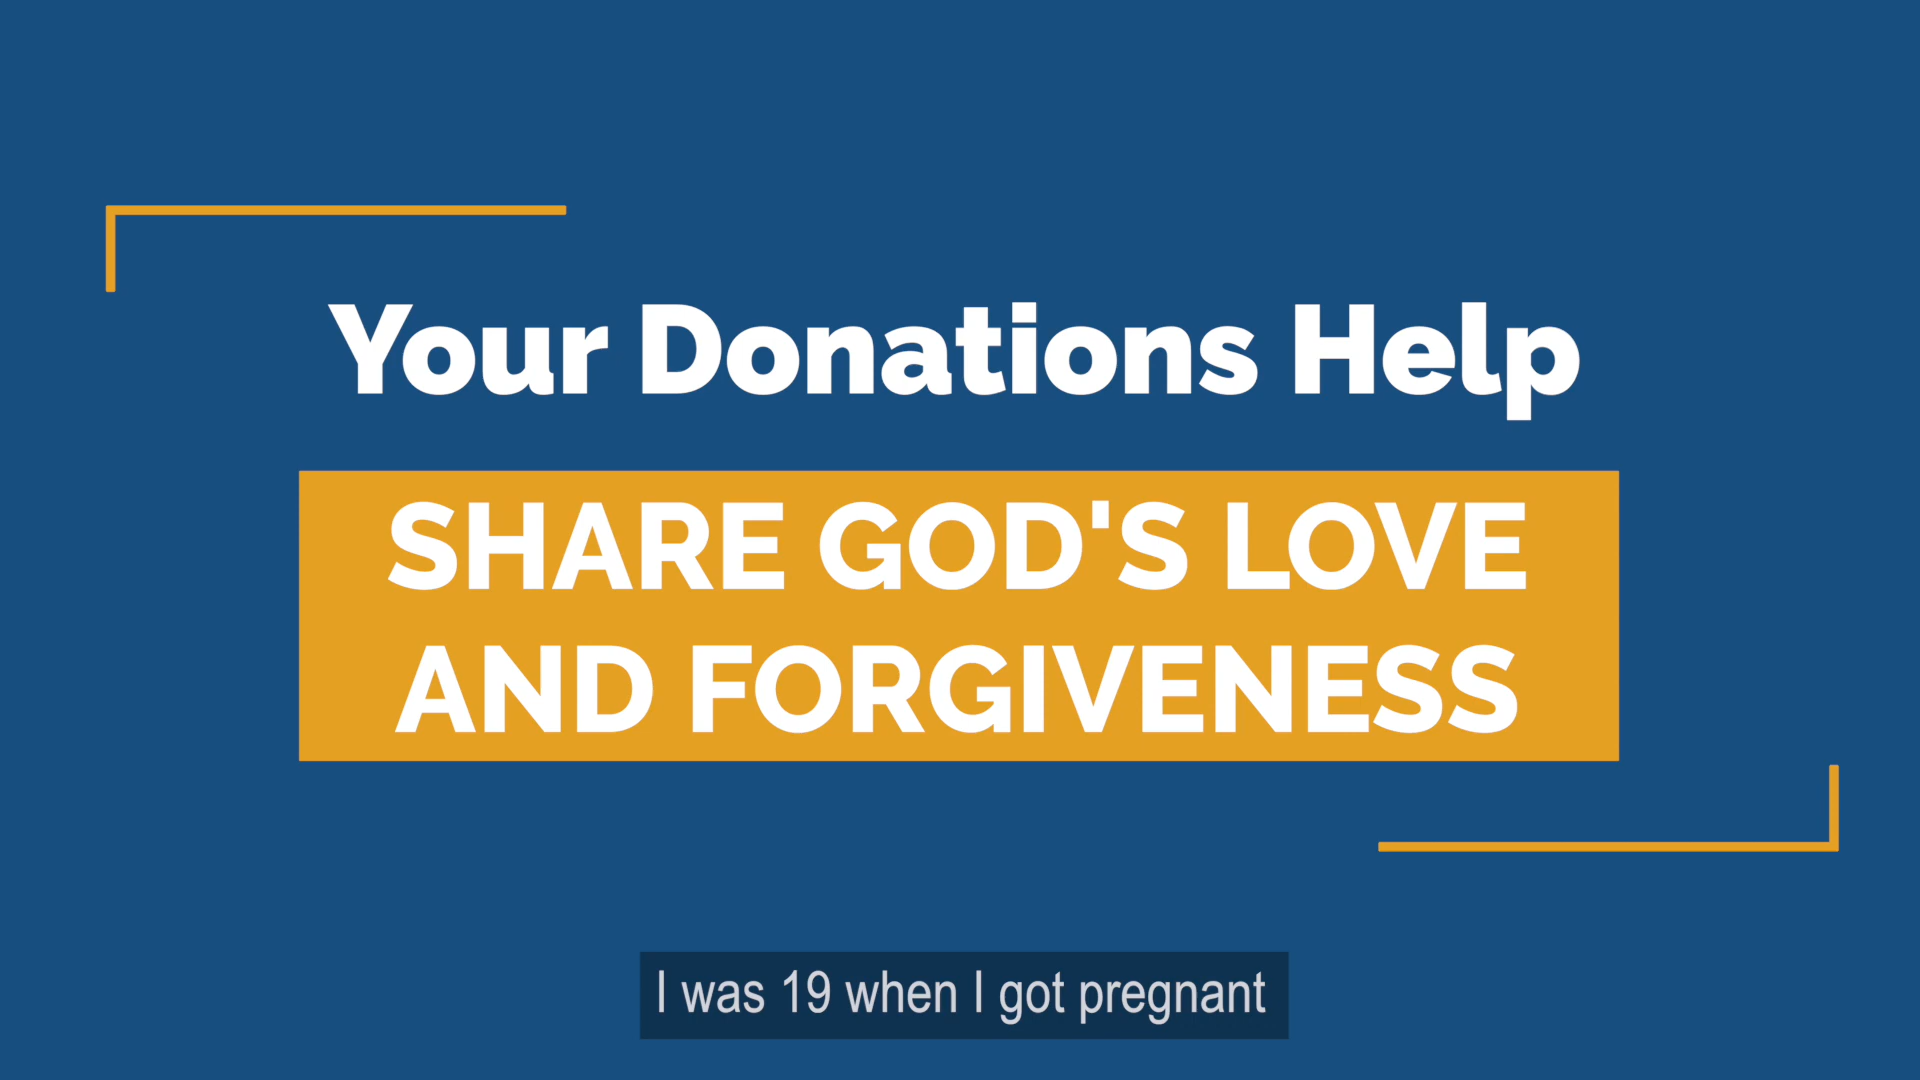 Your Donations Help
SHARE GOD'S LOVE
AND FORGIVENESS
I was 19 when I got pregnant